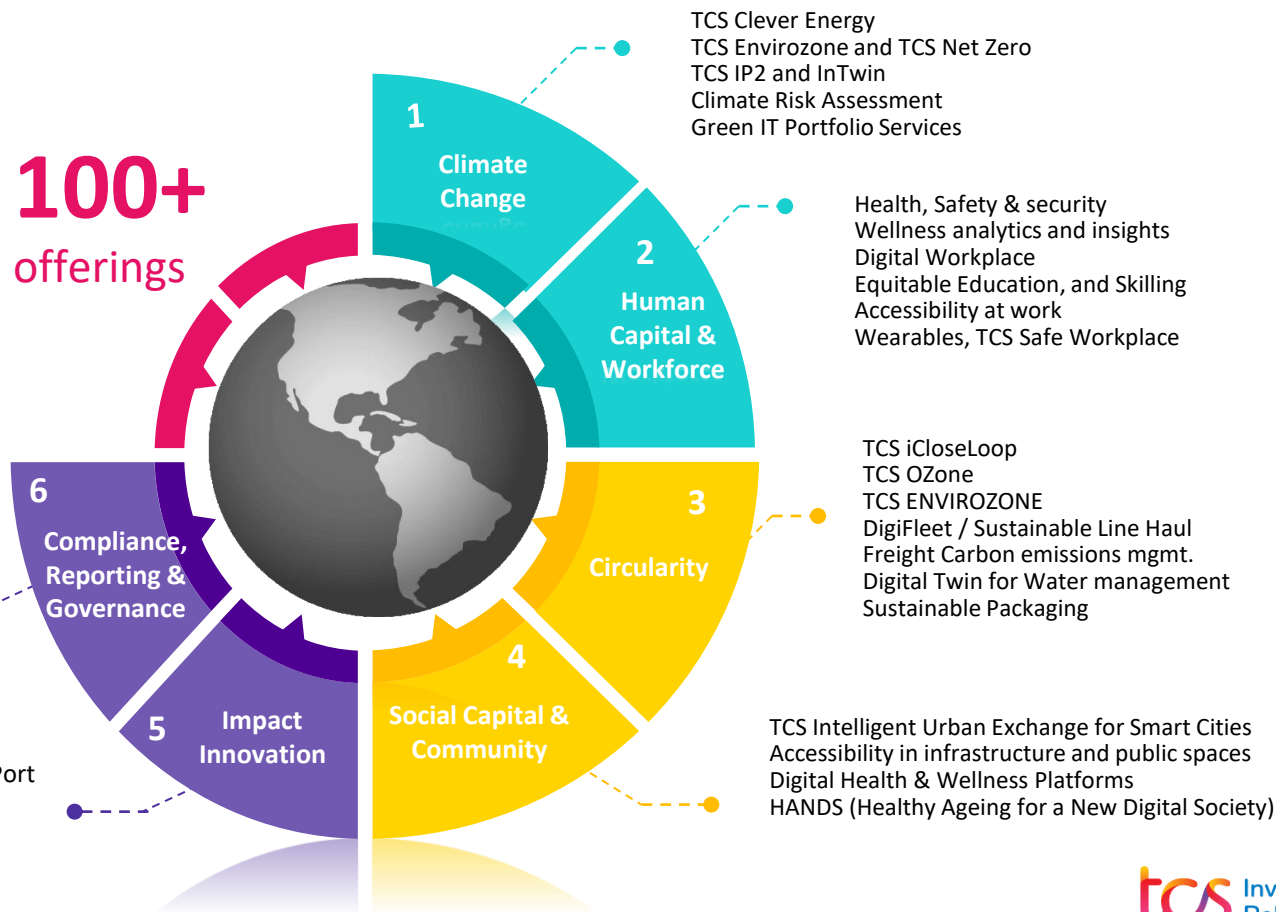 100+
offerings
1
Climate
Change
TCS Clever Energy
TCS Envirozone and TCS Net Zero
TCS IP2 and InTwin
Climate Risk Assessment
Green IT Portfolio Services
2
Human
Capital &
Workforce
Health, Safety & security
Wellness analytics and insights
Digital Workplace
Equitable Education, and Skilling
Accessibility at work
Wearables, TCS Safe Workplace
3
Circularity
TCS iCloseLoop
TCS OZone
TCS ENVIROZONE
DigiFleet / Sustainable Line Haul
Freight Carbon emissions mgmt.
Digital Twin for Water management
Sustainable Packaging
4
Social Capital &
Community
TCS Intelligent Urban Exchange for Smart Cities
Accessibility in infrastructure and public spaces
Digital Health & Wellness Platforms
HANDS (Healthy Ageing for a New Digital Society)
5
Impact
Innovation
6
Compliance,
Reporting &
Governance
tcs